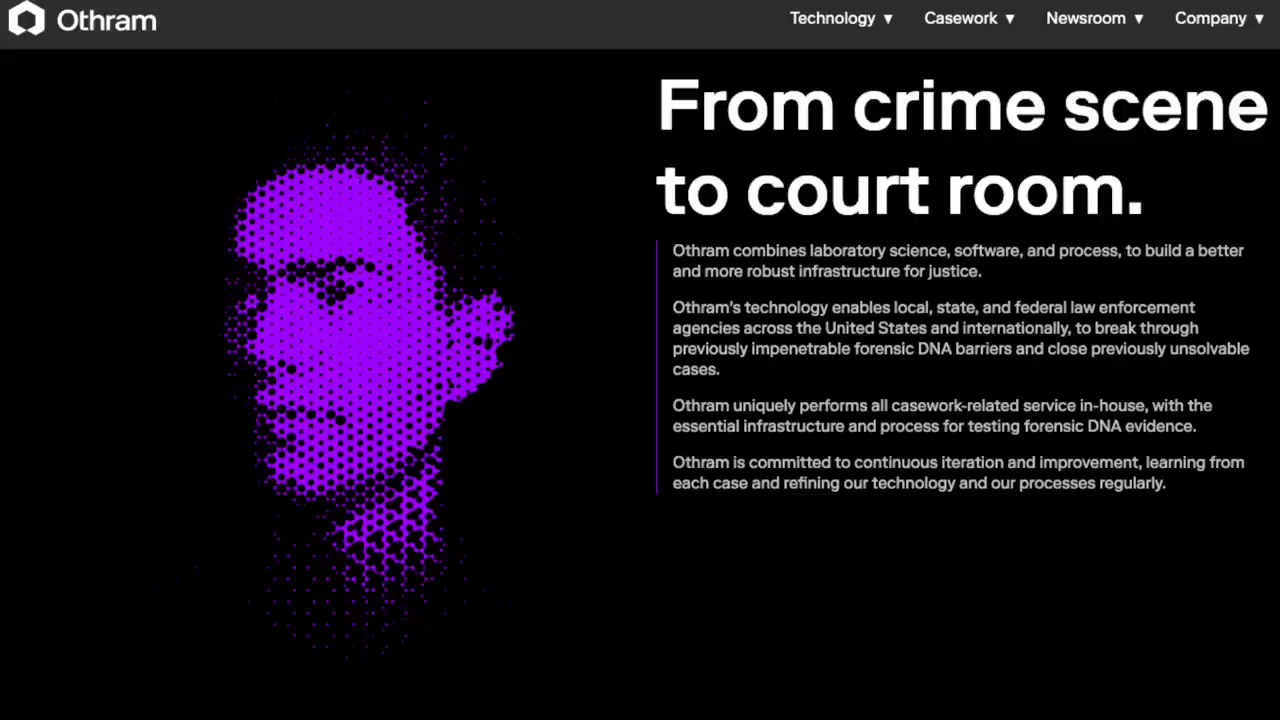 Othram
Technology ▼
Casework ▼
Newsroom ▼
Company ▼
From crime scene
to court room.
Othram combines laboratory science, software, and process, to build a better
and more robust infrastructure for justice.
Othram's technology enables local, state, and federal law enforcement
agencies across the United States and internationally, to break through
previously impenetrable forensic DNA barriers and close previously unsolvable
cases.
Othram uniquely performs all casework-related service in-house, with the
essential infrastructure and process for testing forensic DNA evidence.
Othram is committed to continuous iteration and improvement, learning from
each case and refining our technology and our processes regularly.